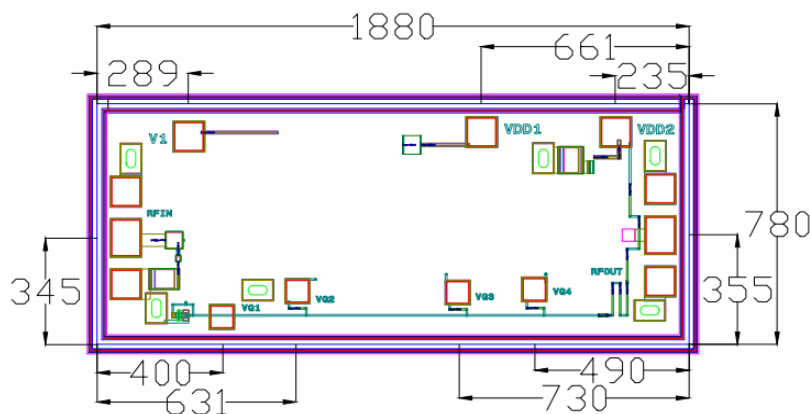 1880
661
289
235
V1
VDD1
VDD2
RFIN
780
RFOUT
345
355
VG1
VG2
VG3
VG4
400
490
631
730